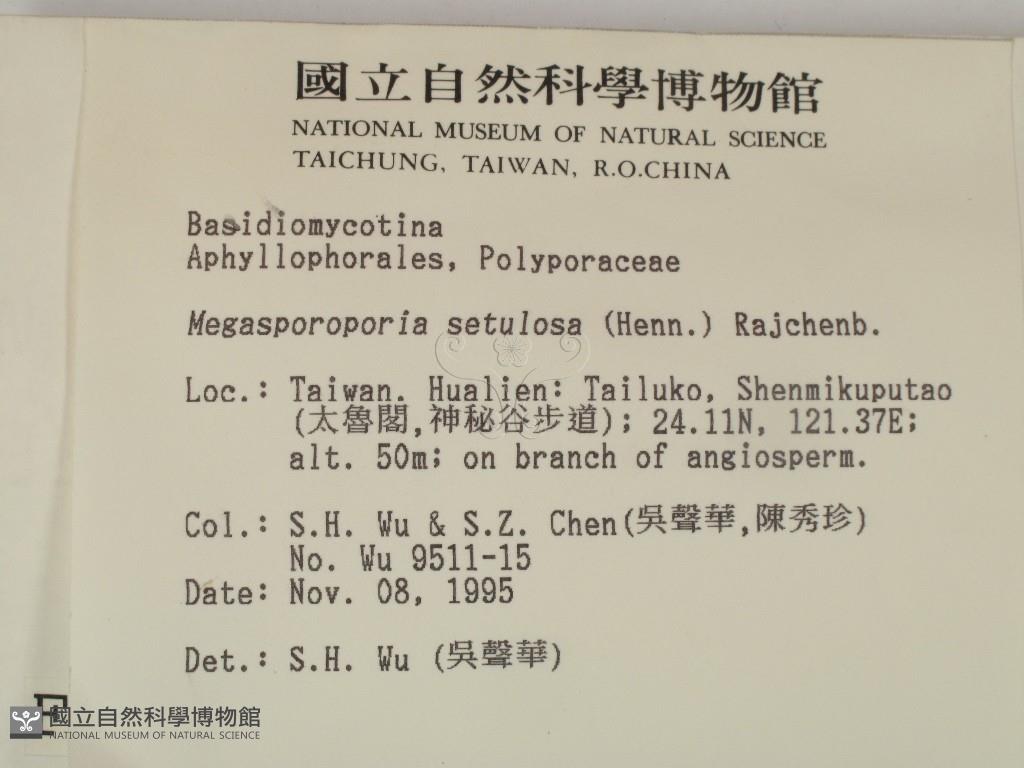 國立自然科學博物館
NATIONAL MUSEUM OF NATURAL SCIENCE
TAICHUNG, TAIWAN, R.O.CHINA
Basidiomycotina
Aphyllophorales, Polyporaceae
Megasporoporia setulosa (Henn.) Rajchenb.
Loc.: Taiwan. Hualien: Tailuko, Shenmikuputao
(太魯閣,神秘谷步道); 24.11N, 121.37E;
alt. 50m; on branch of angiosperm.
Col.: S.H. Wu & S.Z. Chen(吳聲華,陳秀珍)
No. Wu 9511-15
Date: Nov. 08, 1995
Det.: S.H. Wu (吳聲華)
國立自然科學博物館
NATIONAL MUSEUM OF NATURAL SCIENCE